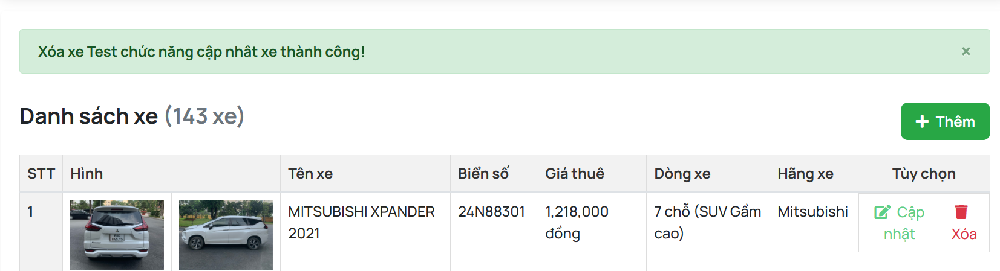 Xóa xe Test chức năng cập nhât xe thành công!
×
Danh sách xe (143 xe)
Thêm
STT Hình Tên xe Biển số Giá thuê Dòng xe Hãng xe Tùy chọn
1 MITSUBISHI XPANDER 24N88301 1,218,000 7 chỗ (SUV Gầm Mitsubishi Cập
2021 đồng cao) nhật Xóa